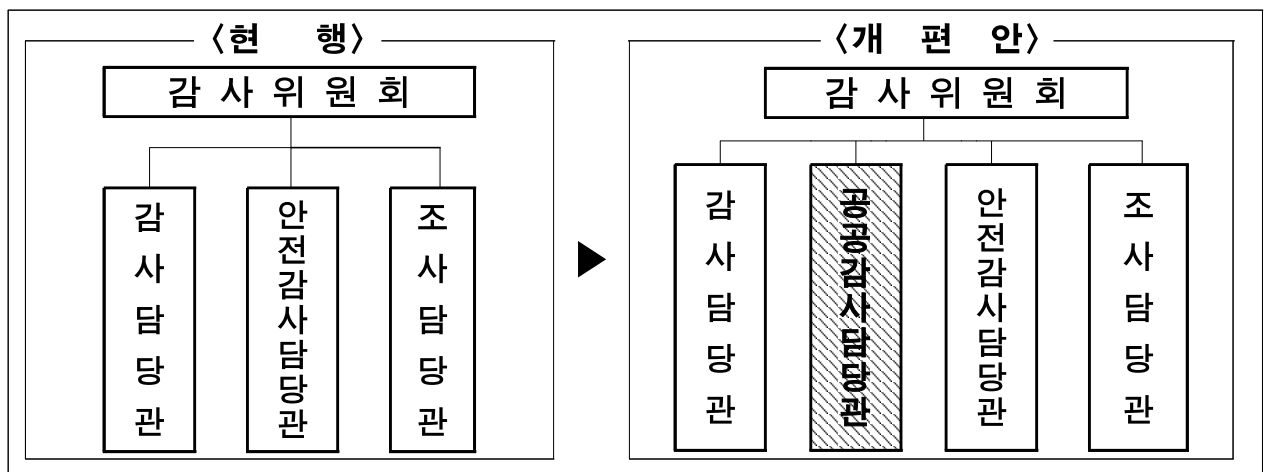 〈현 행〉
감사위원회
감사담당관
안전감사담당관
조사담당관
▶
〈개 편 안〉
감사위원회
감사담당관
공공감사담당관
안전감사담당관
조사담당관